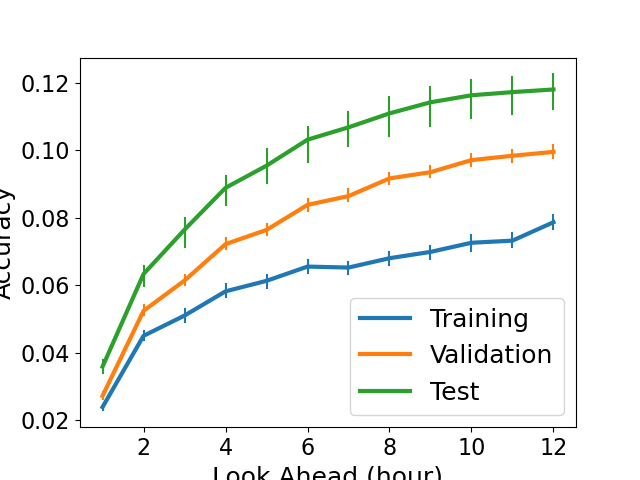 0.12
0.10
0.08
0.06
0.04
0.02
Accuracy
2 4 6 8 10 12
Look Ahead (hour)
Training
Validation
Test